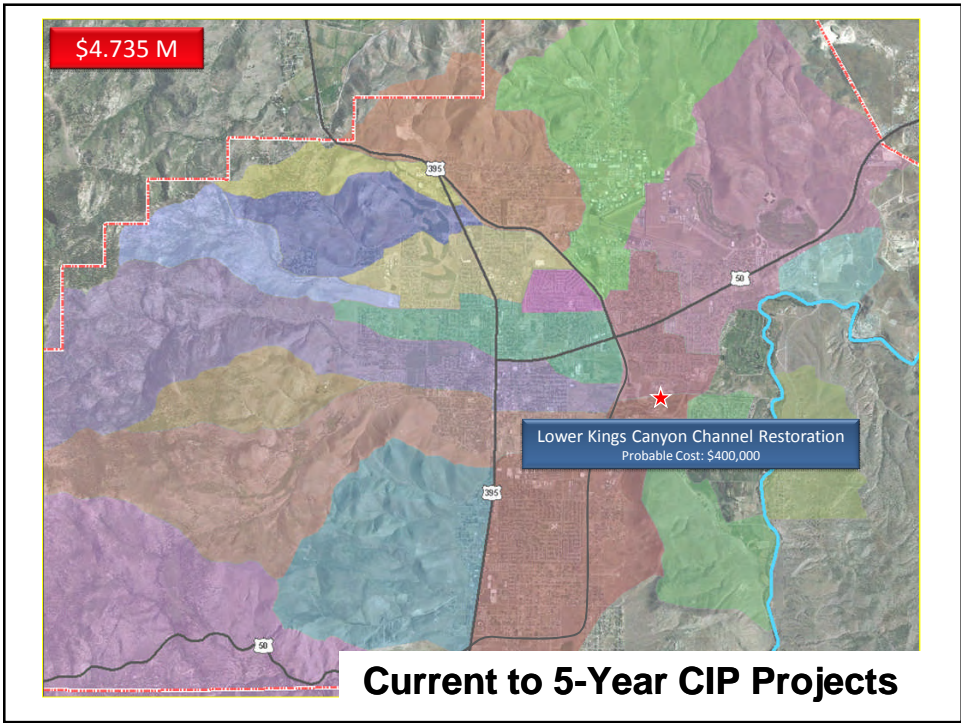 $4.735 M
395
50
Lower Kings Canyon Channel Restoration
Probable Cost: $400,000
395
50
Current to 5-Year CIP Projects